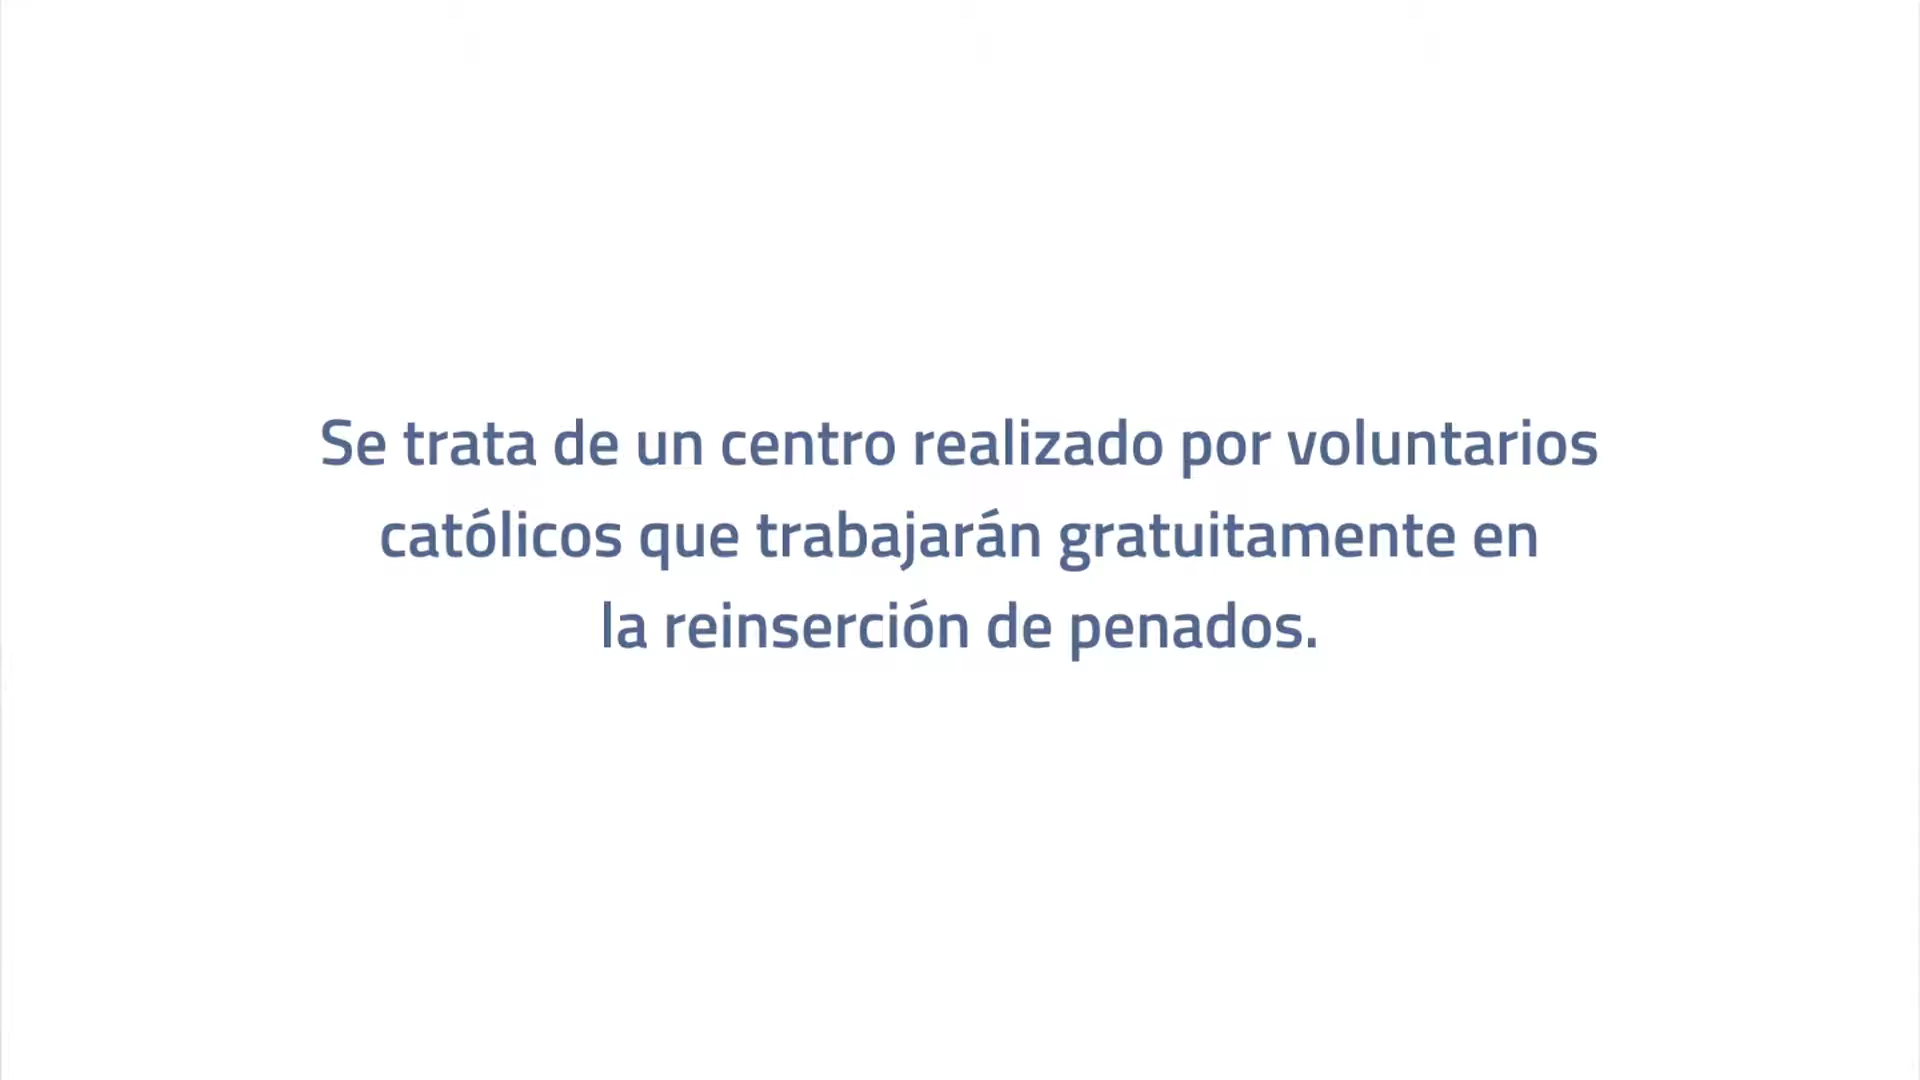 Se trata de un centro realizado por voluntarios
católicos que trabajarán gratuitamente en
la reinserción de penados.